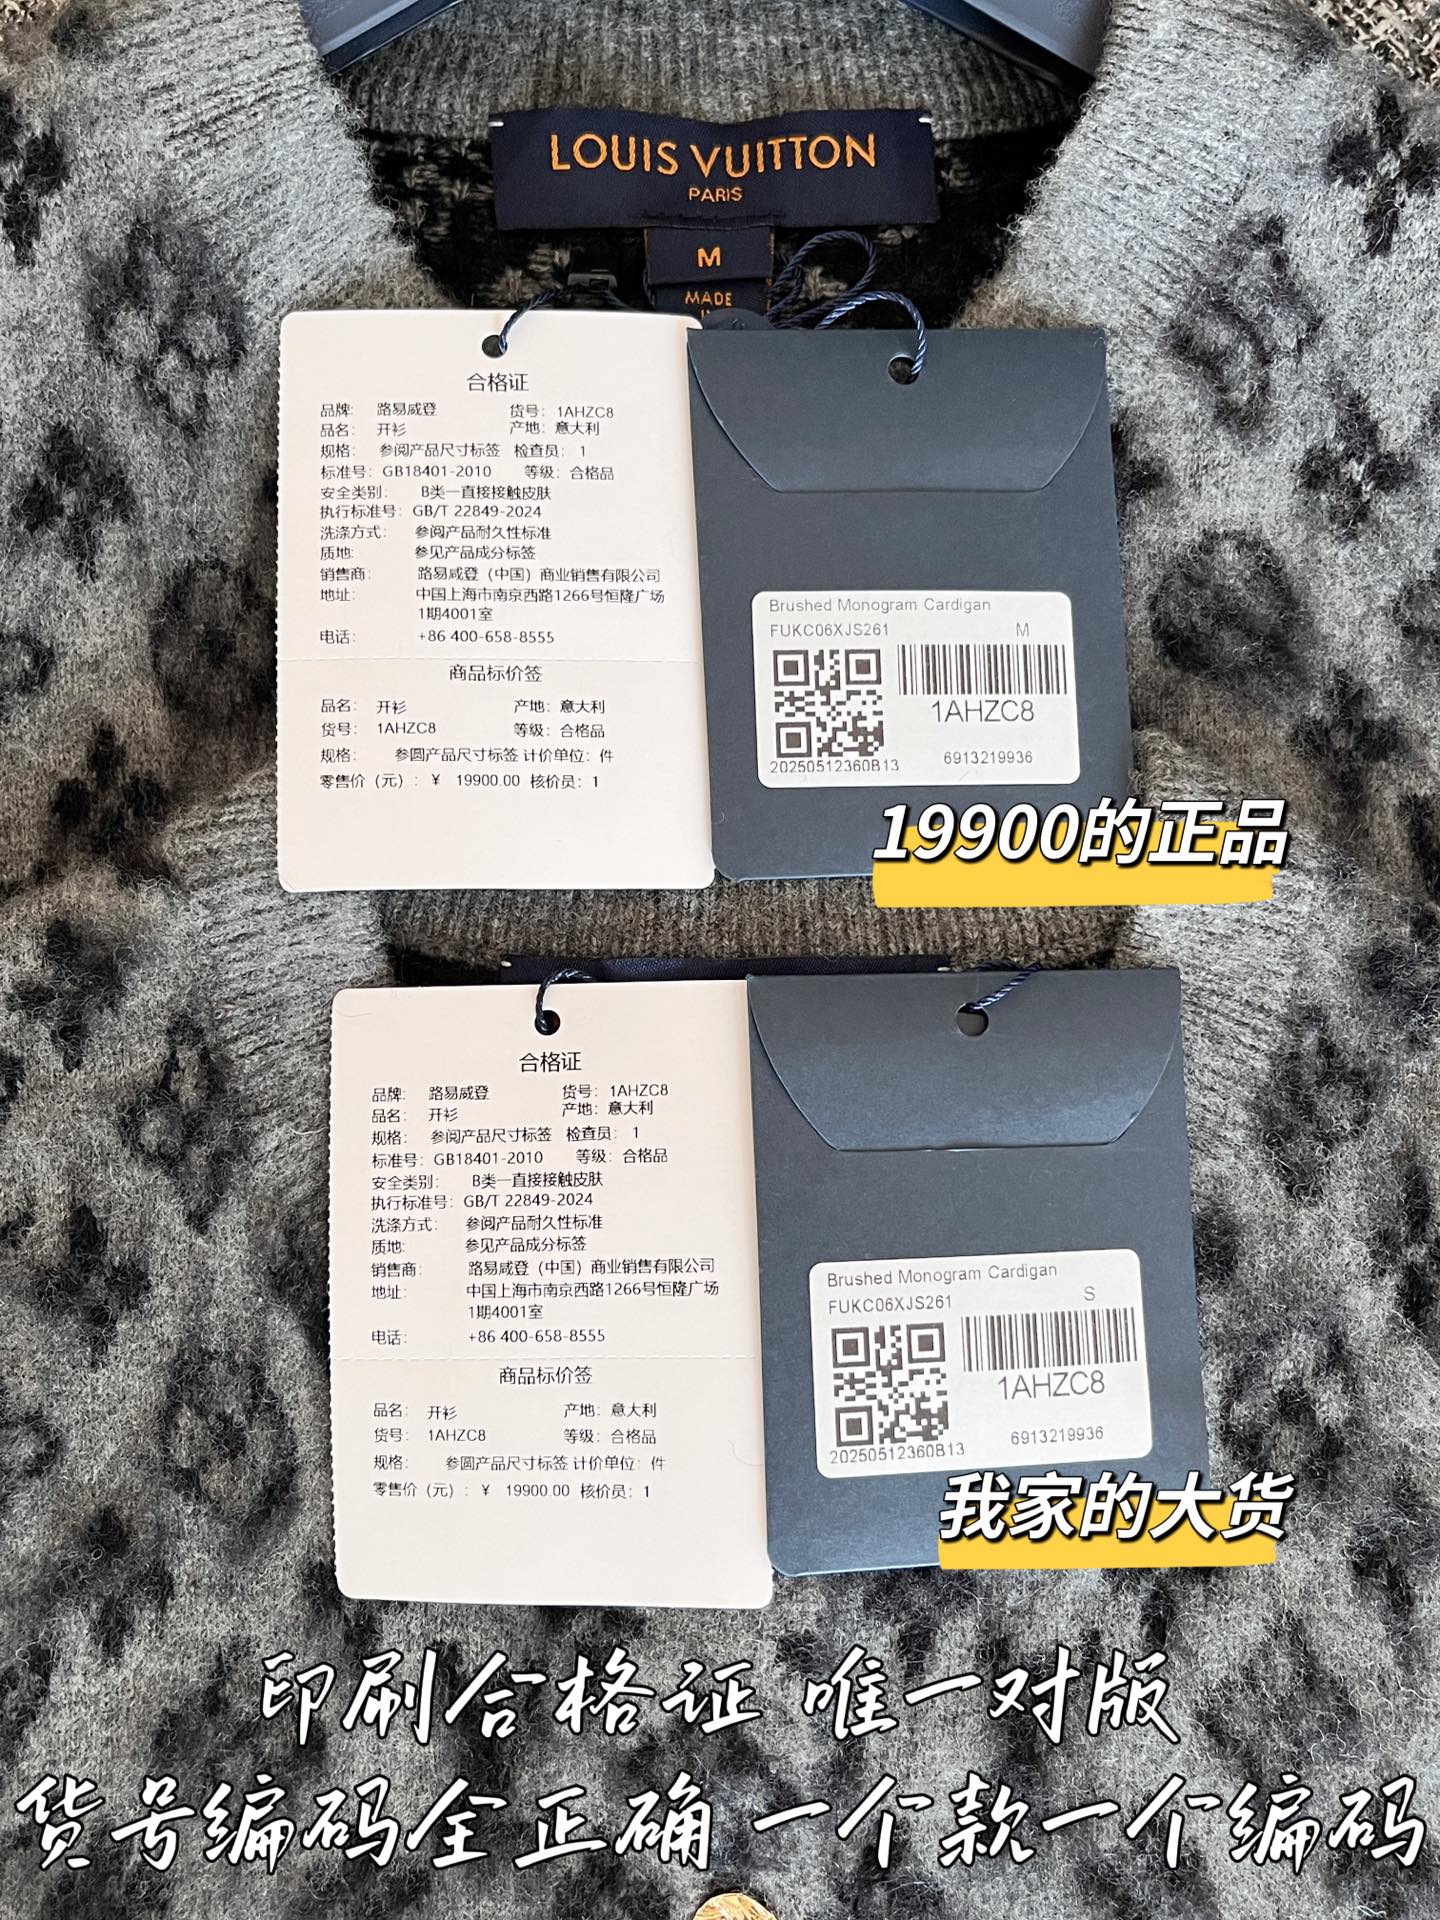 LOUIS VUITTON
PARIS
M
MADE
合格证
品牌: 路易威登 货号: 1AHZC8
品名: 开衫 产地: 意大利
规格: 参阅产品尺寸标签 检查员: 1
标准号: GB18401-2010 等级: 合格品
安全类别: B类一直接接触皮肤
执行标准号: GB/T 22849-2024
洗涤方式: 参阅产品耐久性标准
质地: 参见产品成分标签
销售商: 路易威登（中国）商业销售有限公司
地址: 中国上海市南京西路1266号恒隆广场
1期4001室
电话: +86 400-658-8555
商品标价签
品名: 开衫 产地: 意大利
货号: 1AHZC8 等级: 合格品
规格: 参圆产品尺寸标签 计价单位: 件
零售价（元）: ￥ 19900.00 核价员: 1
Brushed Monogram Cardigan
FUKC06XJS261 M
1AHZC8
20250512360B13 6913219936
19900的正品
合格证
品牌: 路易威登 货号: 1AHZC8
品名: 开衫 产地: 意大利
规格: 参阅产品尺寸标签 检查员: 1
标准号: GB18401-2010 等级: 合格品
安全类别: B类一直接接触皮肤
执行标准号: GB/T 22849-2024
洗涤方式: 参阅产品耐久性标准
质地: 参见产品成分标签
销售商: 路易威登（中国）商业销售有限公司
地址: 中国上海市南京西路1266号恒隆广场
1期4001室
电话: +86 400-658-8555
商品标价签
品名: 开衫 产地: 意大利
货号: 1AHZC8 等级: 合格品
规格: 参圆产品尺寸标签 计价单位: 件
零售价（元）: ￥ 19900.00 核价员: 1
Brushed Monogram Cardigan
FUKC06XJS261 S
1AHZC8
20250512360B13 6913219936
我家的大货
印刷合格证 唯一对版
货号编码全正确 一个款一个编码